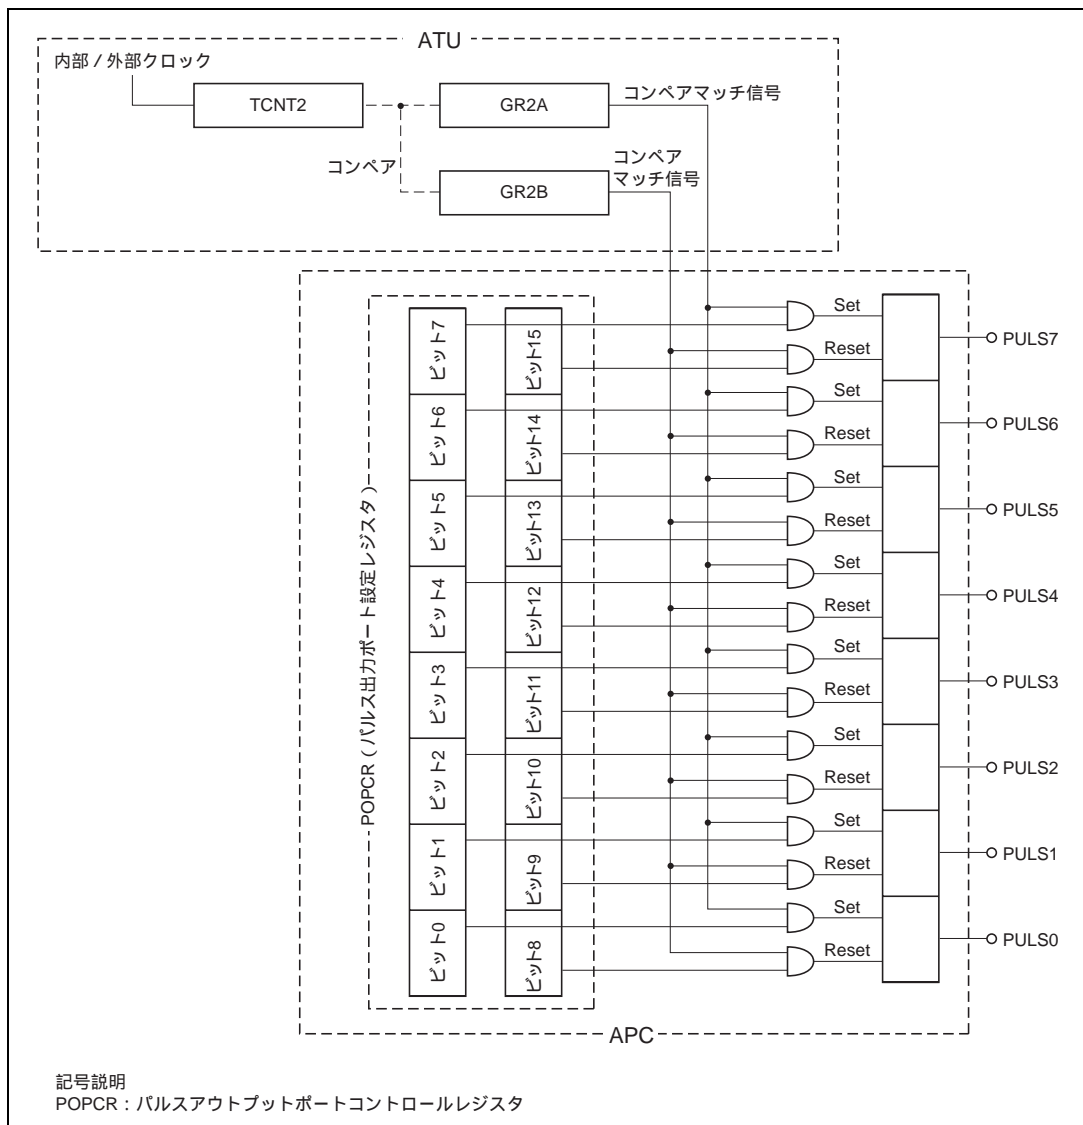 ATU
内部 / 外部クロック
TCNT2
GR2A
コンペアマッチ信号
コンペア
GR2B
コンペア
マッチ信号
POPCR ( パルス出力ポート設定レジスタ )
ビット7
ビット15
Set
Reset
PULS7
ビット6
ビット14
Set
Reset
PULS6
ビット5
ビット13
Set
Reset
PULS5
ビット4
ビット12
Set
Reset
PULS4
ビット3
ビット11
Set
Reset
PULS3
ビット2
ビット10
Set
Reset
PULS2
ビット1
ビット9
Set
Reset
PULS1
ビット0
ビット8
Set
Reset
PULS0
APC
記号説明
POPCR : パルスアウトプットポートコントロールレジスタ